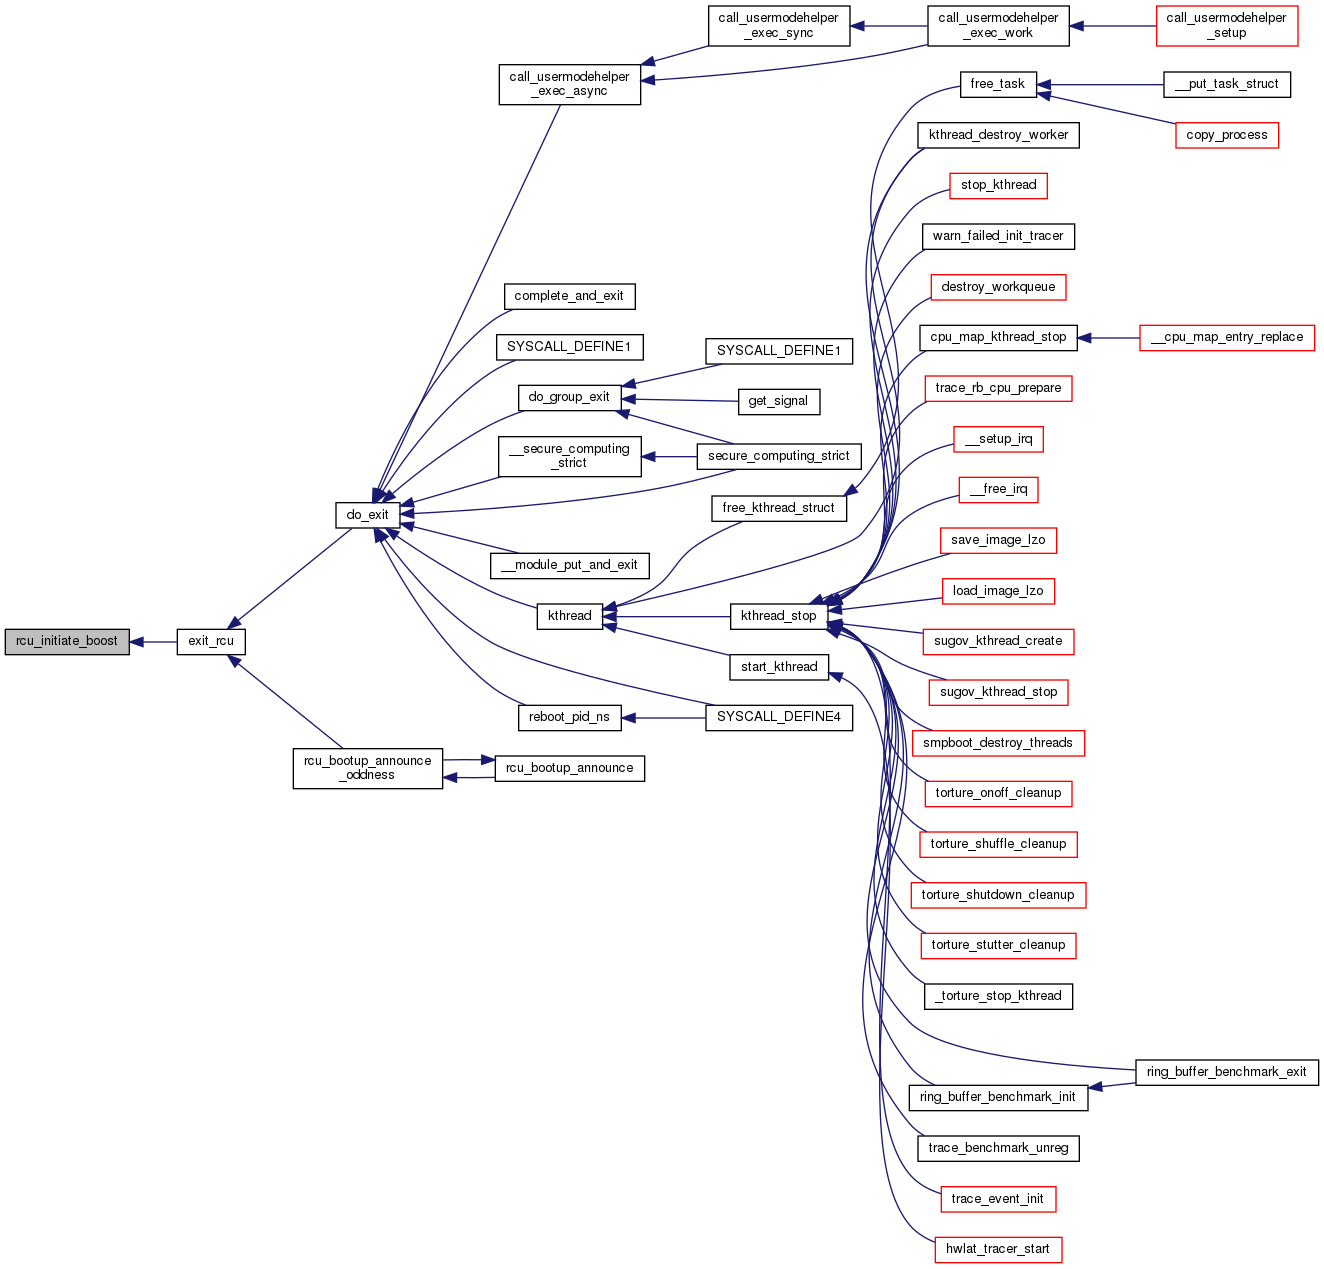 call_usermodehelper
_exec_sync
call_usermodehelper
_exec_work
call_usermodehelper
_setup
call_usermodehelper
_exec_async
free_task
__put_task_struct
copy_process
kthread_destroy_worker
stop_kthread
warn_failed_init_tracer
destroy_workqueue
complete_and_exit
SYSCALL_DEFINE1
SYSCALL_DEFINE1
cpu_map_kthread_stop
__cpu_map_entry_replace
do_group_exit
get_signal
trace_rb_cpu_prepare
__secure_computing
_strict
secure_computing_strict
__setup_irq
__free_irq
do_exit
free_kthread_struct
save_image_lzo
__module_put_and_exit
load_image_lzo
kthread
kthread_stop
rcu_initiate_boost
exit_rcu
sugov_kthread_create
start_kthread
sugov_kthread_stop
reboot_pid_ns
SYSCALL_DEFINE4
smpboot_destroy_threads
rcu_bootup_announce
_oddness
rcu_bootup_announce
torture_onoff_cleanup
torture_shuffle_cleanup
torture_shutdown_cleanup
torture_stutter_cleanup
_torture_stop_kthread
ring_buffer_benchmark_exit
ring_buffer_benchmark_init
trace_benchmark_unreg
trace_event_init
hwlat_tracer_start